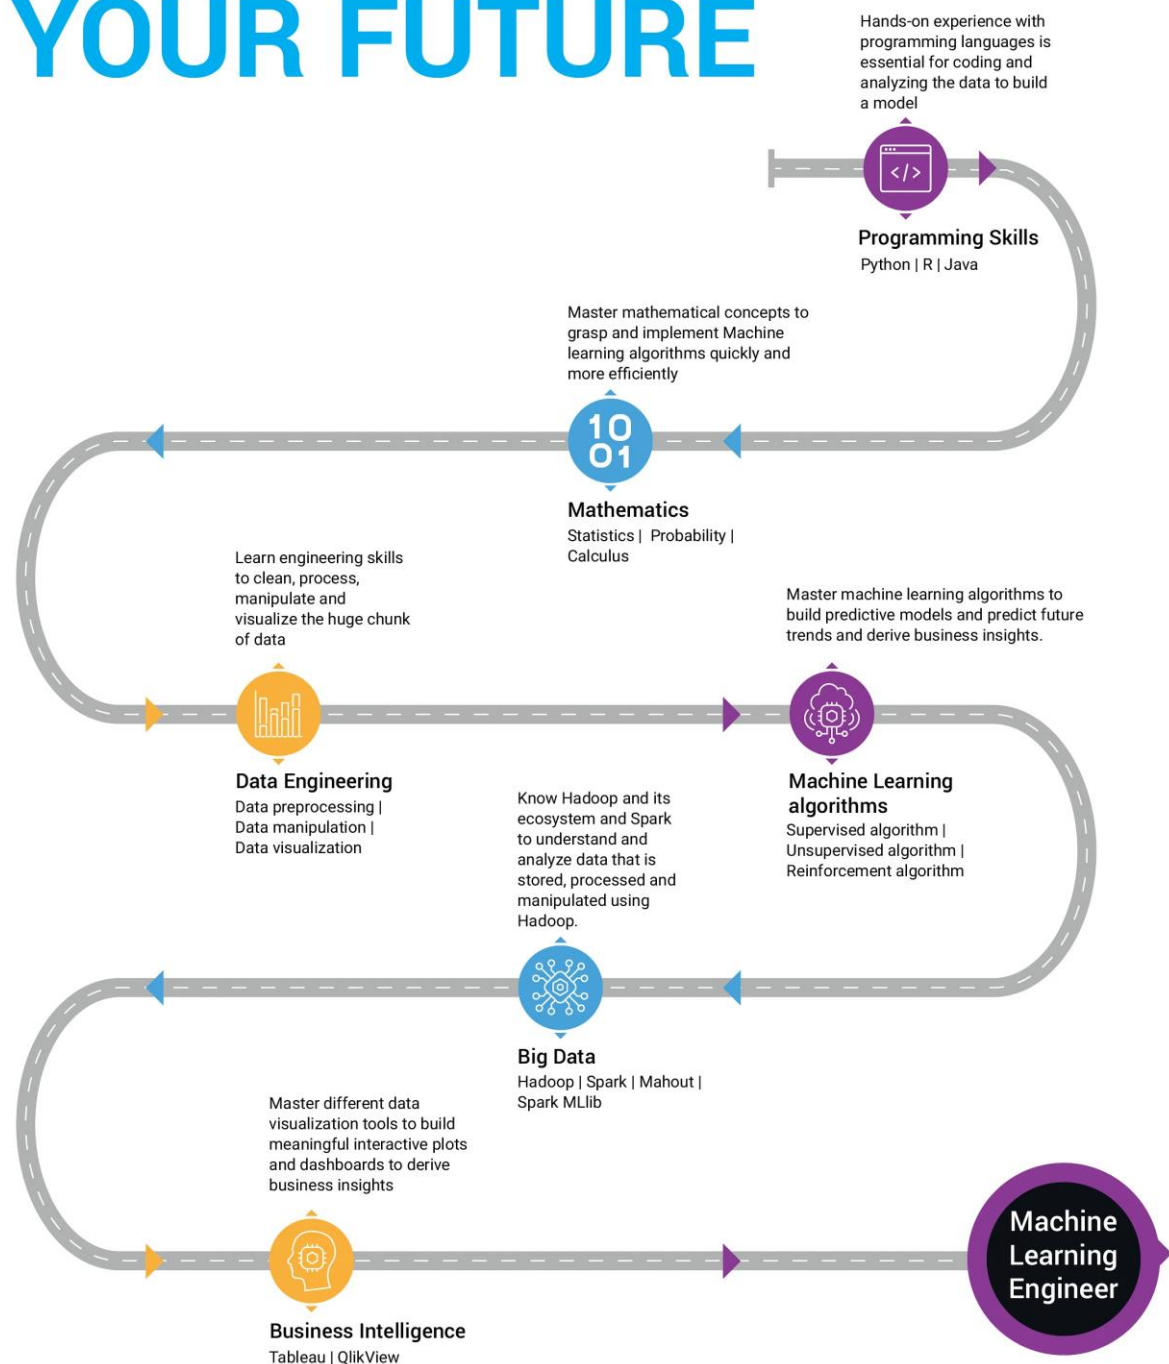 YOUR FUTURE
Hands-on experience with
programming languages is
essential for coding and
analyzing the data to build
a model
</>
Programming Skills
Python | R | Java
Master mathematical concepts to
grasp and implement Machine
learning algorithms quickly and
more efficiently
10
01
Mathematics
Statistics | Probability |
Calculus
Learn engineering skills
to clean, process,
manipulate and
visualize the huge chunk
of data
Data Engineering
Data preprocessing |
Data manipulation |
Data visualization
Master machine learning algorithms to
build predictive models and predict future
trends and derive business insights.
Machine Learning
algorithms
Supervised algorithm |
Unsupervised algorithm |
Reinforcement algorithm
Know Hadoop and its
ecosystem and Spark
to understand and
analyze data that is
stored, processed and
manipulated using
Hadoop.
Big Data
Hadoop | Spark | Mahout |
Spark MLlib
Master different data
visualization tools to build
meaningful interactive plots
and dashboards to derive
business insights
Business Intelligence
Tableau | QlikView
Machine
Learning
Engineer